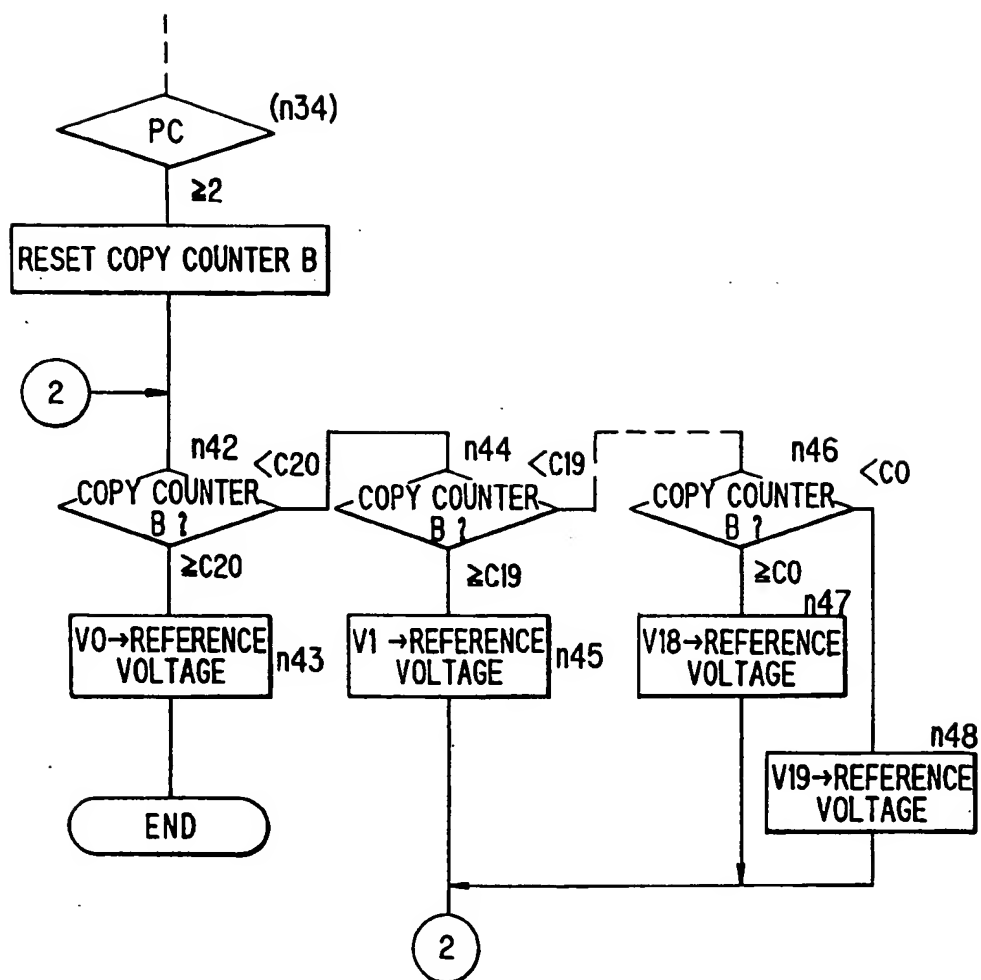 (n34)
PC
≧2
RESET COPY COUNTER B
2
n42
<C20
n44
<C19
n46
<C0
COPY COUNTER
B ?
COPY COUNTER
B ?
COPY COUNTER
B ?
≧C20
≧C19
≧C0
V0→REFERENCE
VOLTAGE
n43
V1→REFERENCE
VOLTAGE
n45
n47
V18→REFERENCE
VOLTAGE
n48
V19→REFERENCE
VOLTAGE
END
2